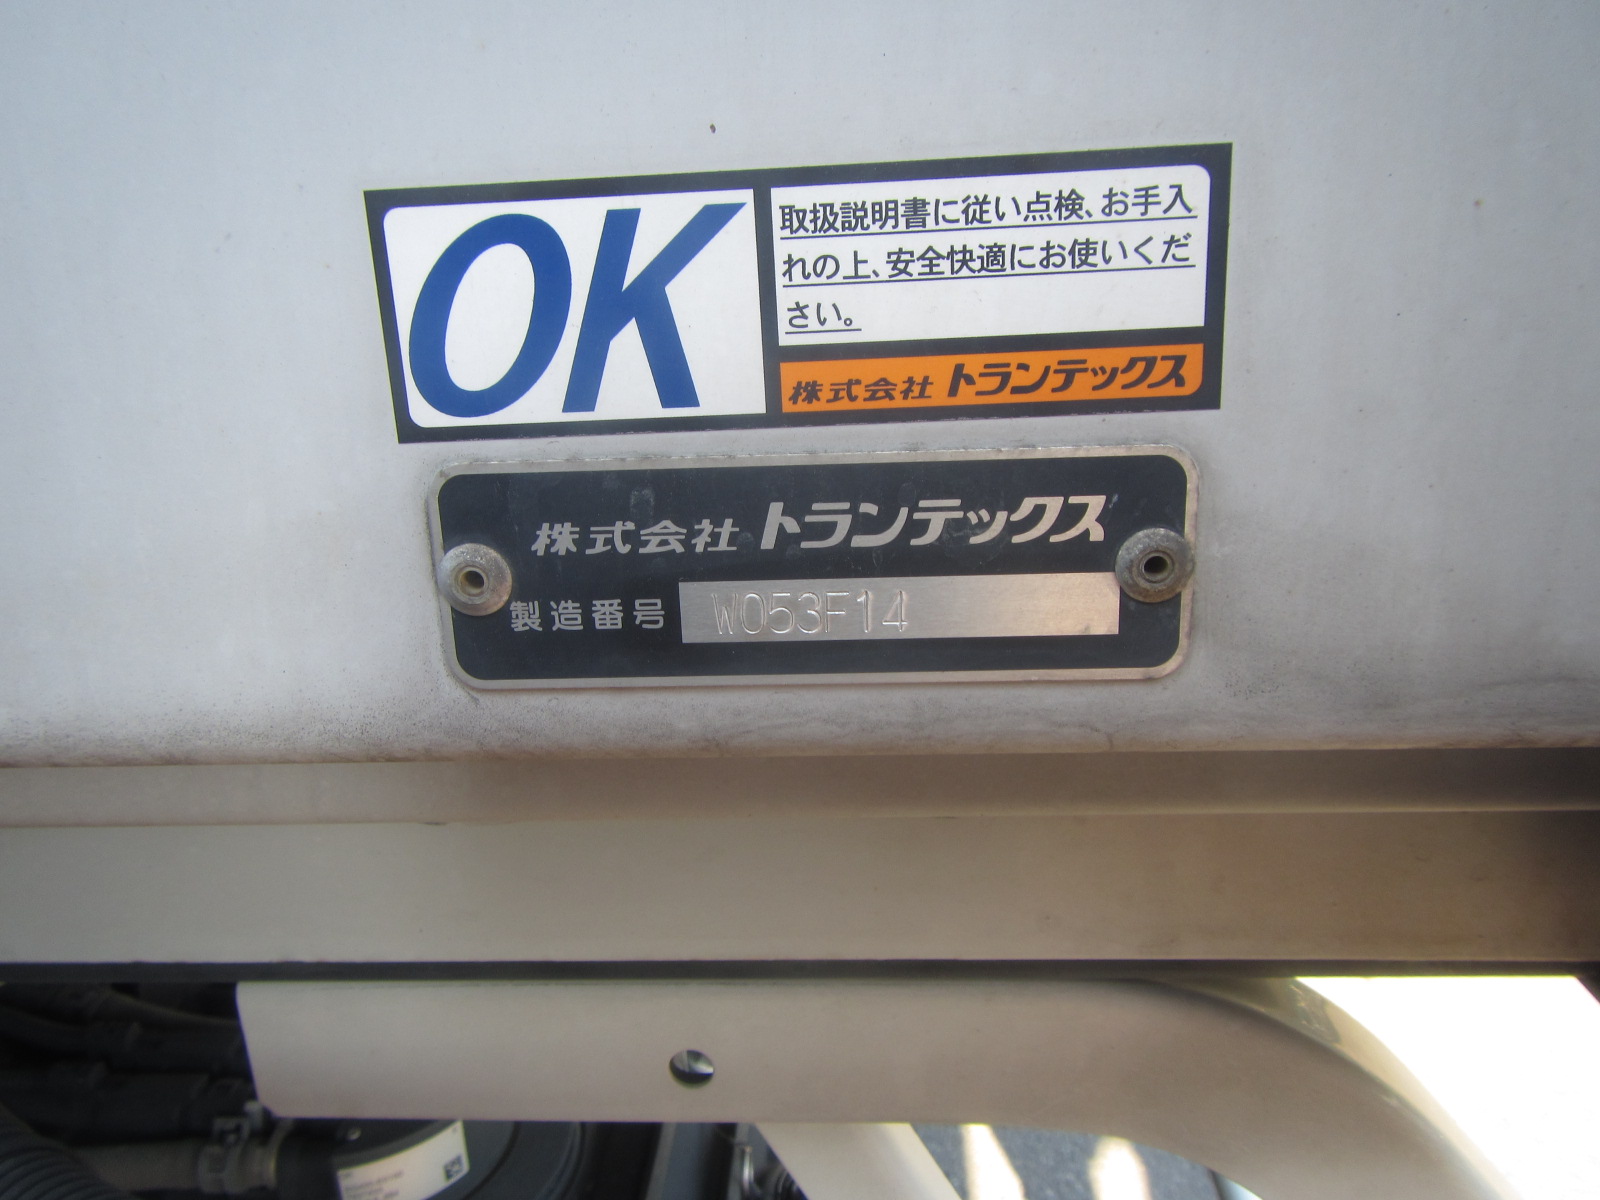 OK
取扱説明書に従い点検、お手入
れの上、安全快適にお使いくだ
さい。
株式会社 トランテックス
株式会社 トランテックス
製造番号 W053F14